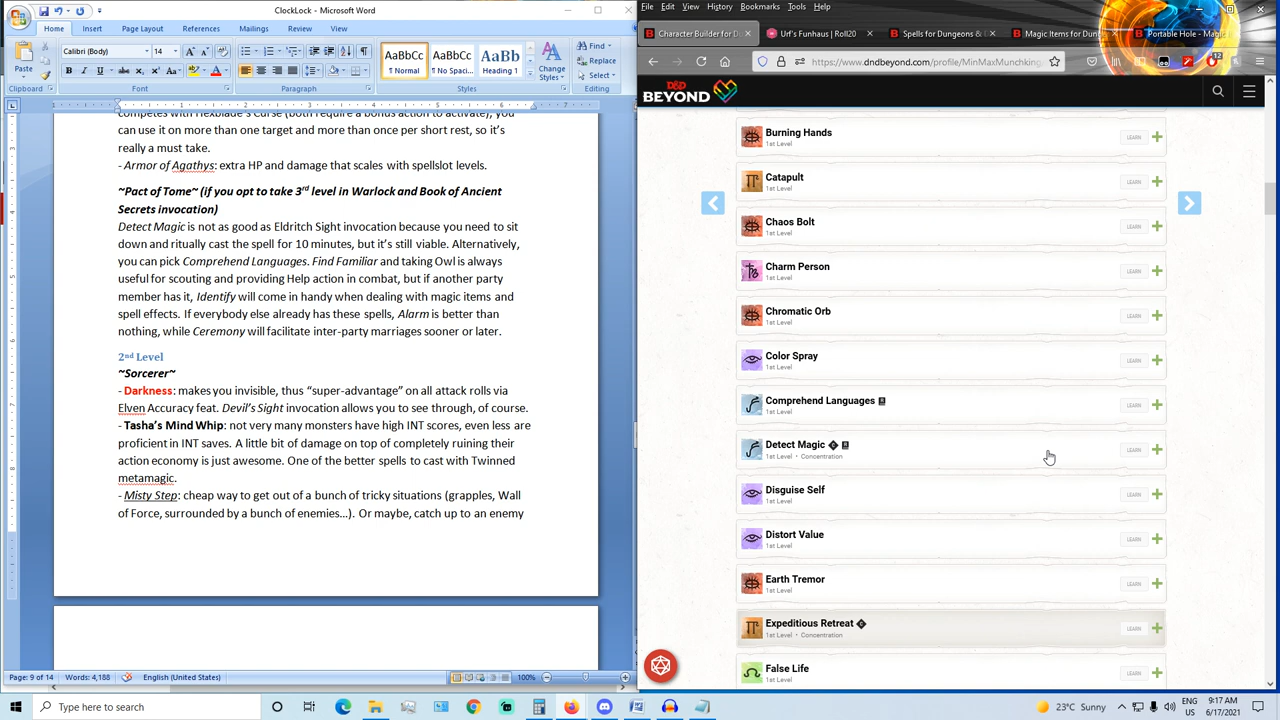 ClockLock - Microsoft Word
Home Insert Page Layout References Mailings Review View
Paste
Calibri (Body) 14
Clipboard Font Paragraph Styles Editing
AaBbCc AaBbCc AaBb
¶ Normal ¶ No Spaci... Heading 1
Change Styles
Find
Replace
Select
competes with Hexblade's Curse (both require a bonus action to activate), you
can use it on more than one target and more than once per short rest, so it's
really a must take.
- Armor of Agathys: extra HP and damage, scales with spellslot levels.
~Pact of Tome~ (if you opt to take 3rd level in Warlock and Book of Ancient
Secrets invocation)
Detect Magic is not as good as Eldritch Sight invocation because you need to sit
down and ritually cast the spell for 10 minutes, but it's still viable. Alternatively,
you can pick Comprehend Languages. Find Familiar and taking Owl is always
useful for scouting and providing Help action in combat, but if another party
member has it, Identify will come in handy when dealing with magic items and
spell effects. If everybody else already has these spells, Alarm is better than
nothing, while Ceremony will facilitate inter-party marriages sooner or later.
2nd Level
~Sorcerer~
- Darkness: makes you invisible, thus "super-advantage" on all attack rolls via
Elven Accuracy feat. Devil's Sight invocation allows you to see through, of course.
- Tasha's Mind Whip: not very many monsters have high INT scores, even less are
proficient in INT saves. A little bit of damage on top of completely ruining their
action economy is just awesome. One of the better spells to use with Twinned
metamagic.
- Misty Step: cheap way to get out of a bunch of tricky situations (grapples, Wall
of Force, surrounded by a bunch of enemies...). Or maybe, catch up to an enemy
Page: 9 of 14 Words: 4,188 English (United States) 100%
File Edit View History Bookmarks Tools Help
Character Builder for D Urf's Funhaus | Roll20 Spells for Dungeons & D Magic Items for Dun Portable Hole - Magic I
https://www.dndbeyond.com/profile/MinMaxMunchking
D&D
BEYOND
Burning Hands
1st Level
LEARN
Catapult
1st Level
LEARN
Chaos Bolt
1st Level
LEARN
Charm Person
1st Level
LEARN
Chromatic Orb
1st Level
LEARN
Color Spray
1st Level
LEARN
Comprehend Languages
1st Level
LEARN
Detect Magic
1st Level • Concentration
LEARN
Disguise Self
1st Level
LEARN
Distort Value
1st Level
LEARN
Earth Tremor
1st Level
LEARN
Expeditious Retreat
1st Level • Concentration
LEARN
False Life
1st Level
LEARN
Type here to search
23°C Sunny
ENG
US
9:17 AM
6/17/2021